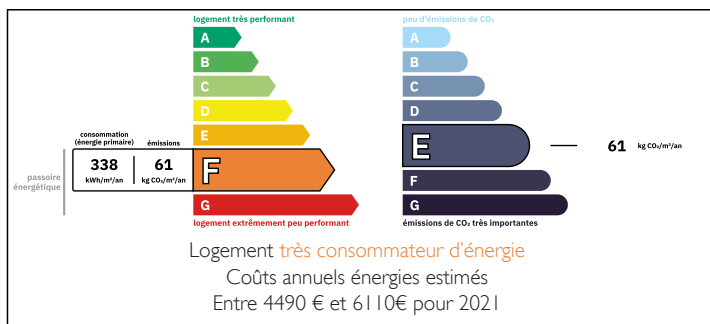 logement très performant
A
B
C
D
E
consommation
(énergie primaire)
émissions
338
61
kWh/m²/an
kg CO₂/m²/an
F
passoire
énergétique
G
logement extrêmement peu performant
peu d'émissions de CO₂
A
B
C
D
E
61 kg CO₂/m²/an
F
G
émissions de CO₂ très importantes
Logement très consommateur d'énergie
Coûts annuels énergies estimés
Entre 4490 € et 6110€ pour 2021